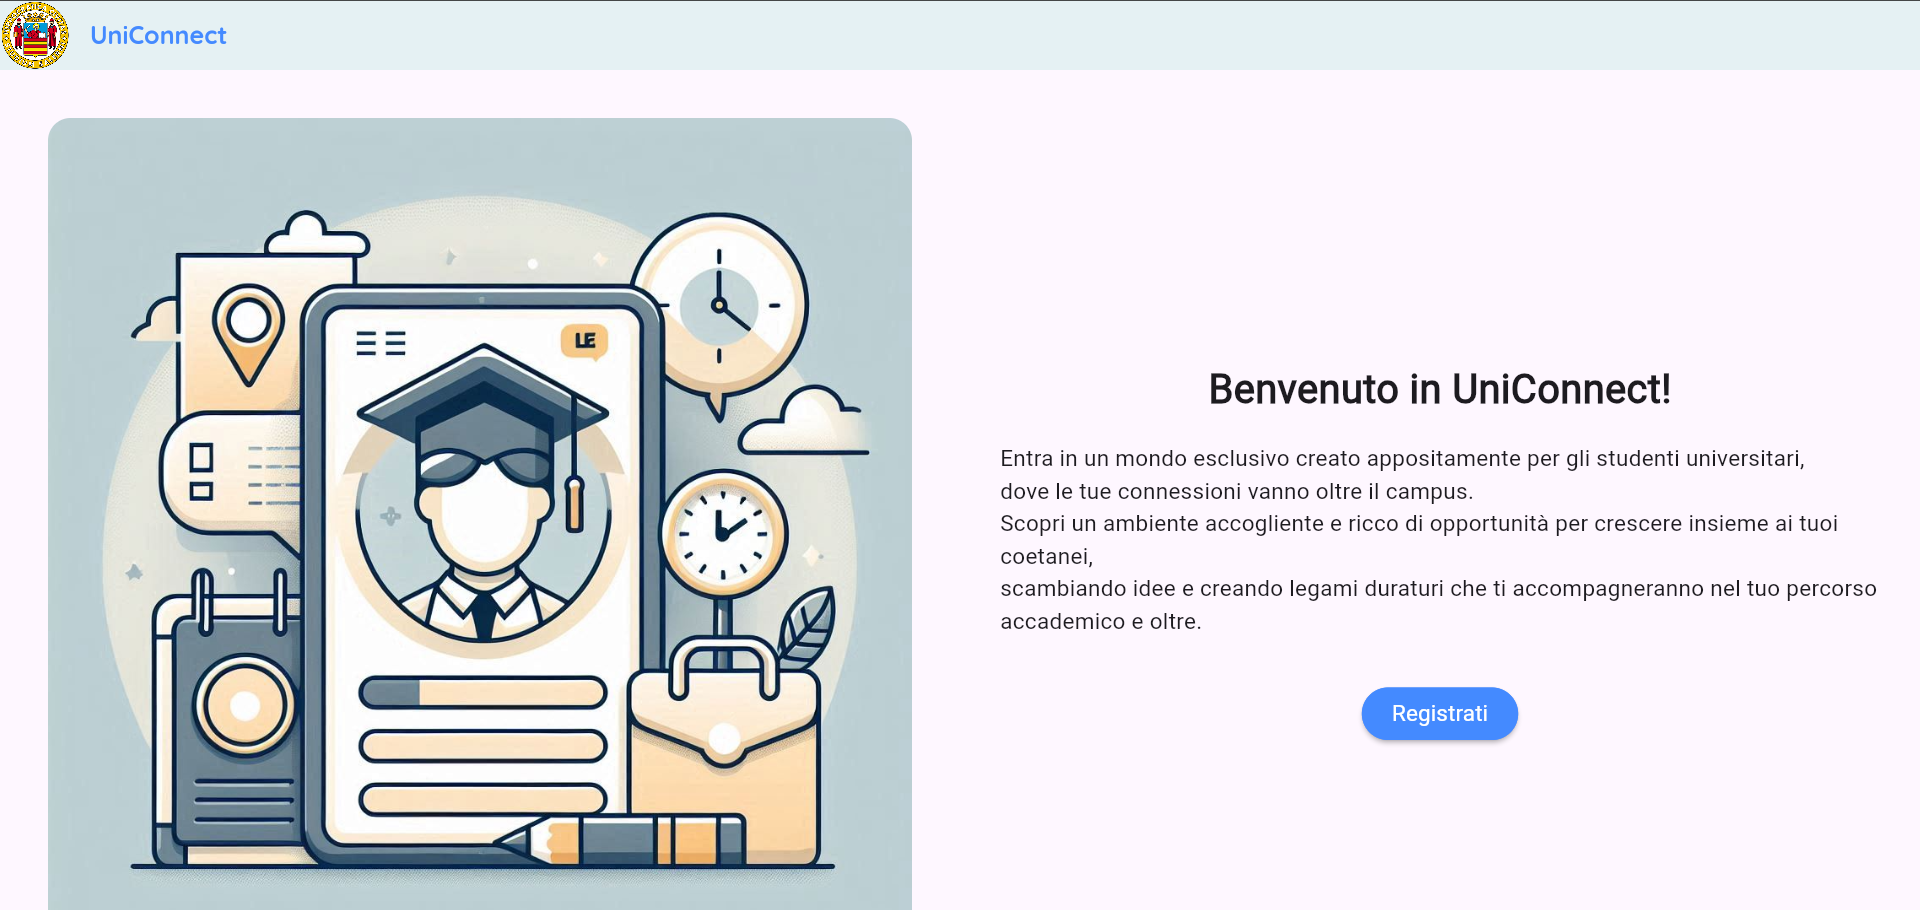 UniConnect
LE
Benvenuto in UniConnect!
Entra in un mondo esclusivo creato appositamente per gli studenti universitari,
dove le tue connessioni vanno oltre il campus.
Scopri un ambiente accogliente e ricco di opportunità per crescere insieme ai tuoi
coetanei,
scambiando idee e creando legami duraturi che ti accompagneranno nel tuo percorso
accademico e oltre.
Registrati